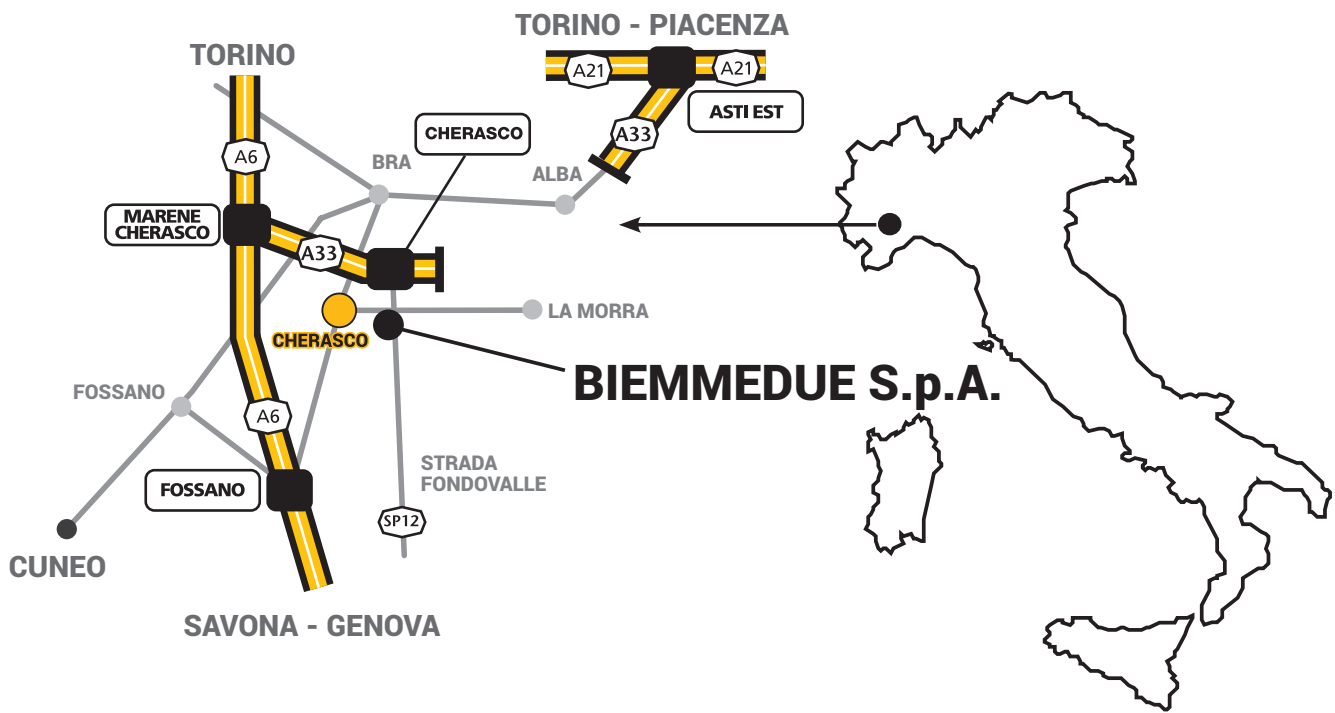 TORINO - PIACENZA
TORINO
A21
A21
ASTI EST
A33
CHERASCO
A6
BRA
ALBA
MARENE
CHERASCO
A33
LA MORRA
CHERASCO
BIEMMEDUE S.p.A.
FOSSANO
A6
STRADA
FONDOVALLE
FOSSANO
SP12
CUNEO
SAVONA - GENOVA